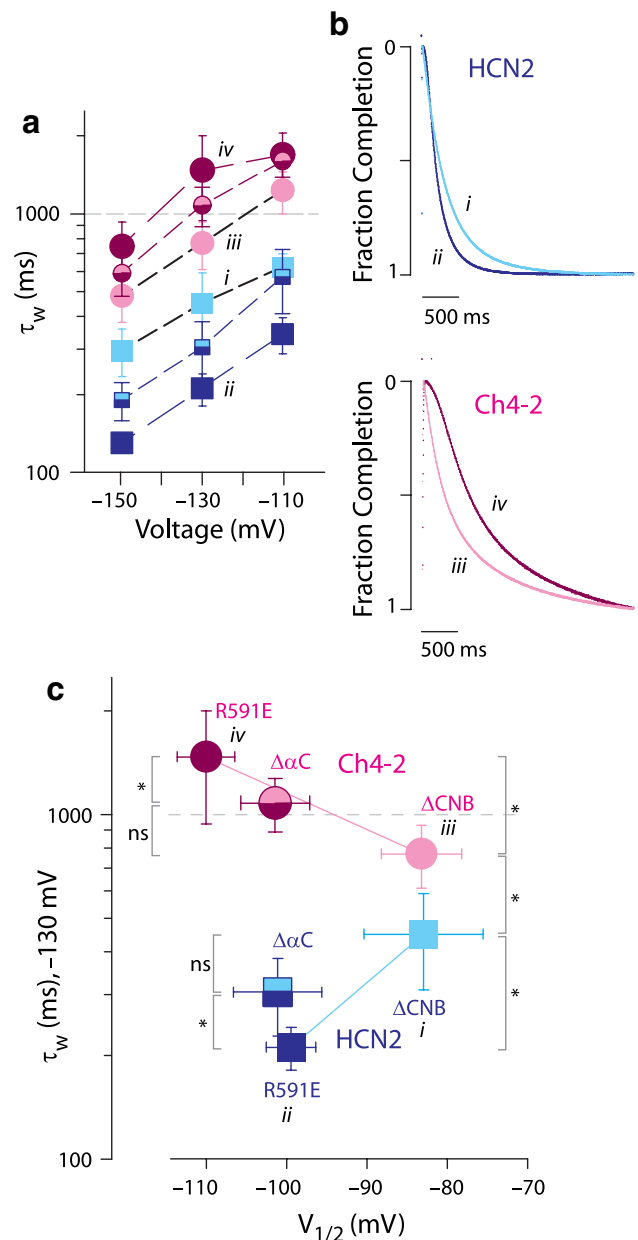 a
τw (ms)
1000
100
iv
iii
i
ii
−150
−130
−110
Voltage (mV)
b
Fraction Completion
0
1
HCN2
i
ii
500 ms
Fraction Completion
0
1
Ch4-2
iv
iii
500 ms
c
τw (ms), −130 mV
1000
100
R591E
iv
Ch4-2
ΔαC
ΔCNB
iii
*
ns
ns
*
*
*
*
ΔαC
HCN2
ΔCNB
i
R591E
ii
−110
−100
−90
−80
−70
V1/2 (mV)